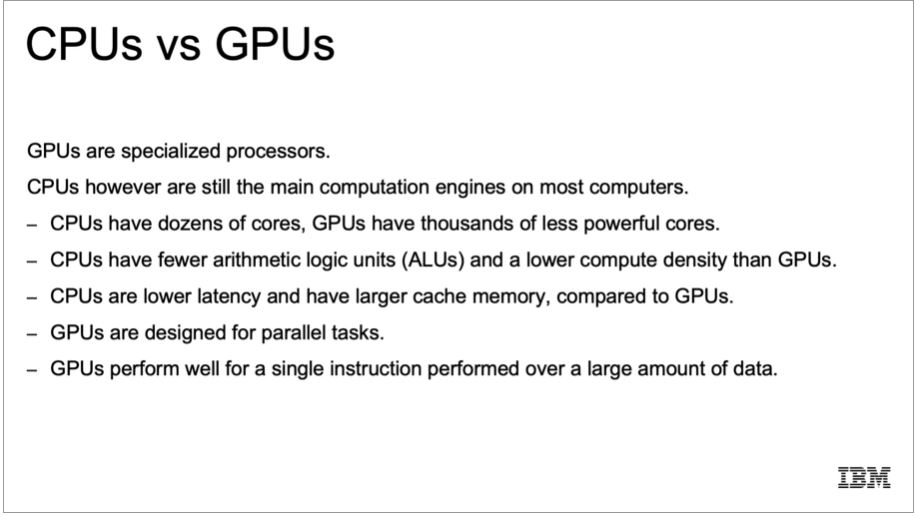 CPUs vs GPUs
GPUs are specialized processors.
CPUs however are still the main computation engines on most computers.
– CPUs have dozens of cores, GPUs have thousands of less powerful cores.
– CPUs have fewer arithmetic logic units (ALUs) and a lower compute density than GPUs.
– CPUs are lower latency and have larger cache memory, compared to GPUs.
– GPUs are designed for parallel tasks.
– GPUs perform well for a single instruction performed over a large amount of data.
IBM